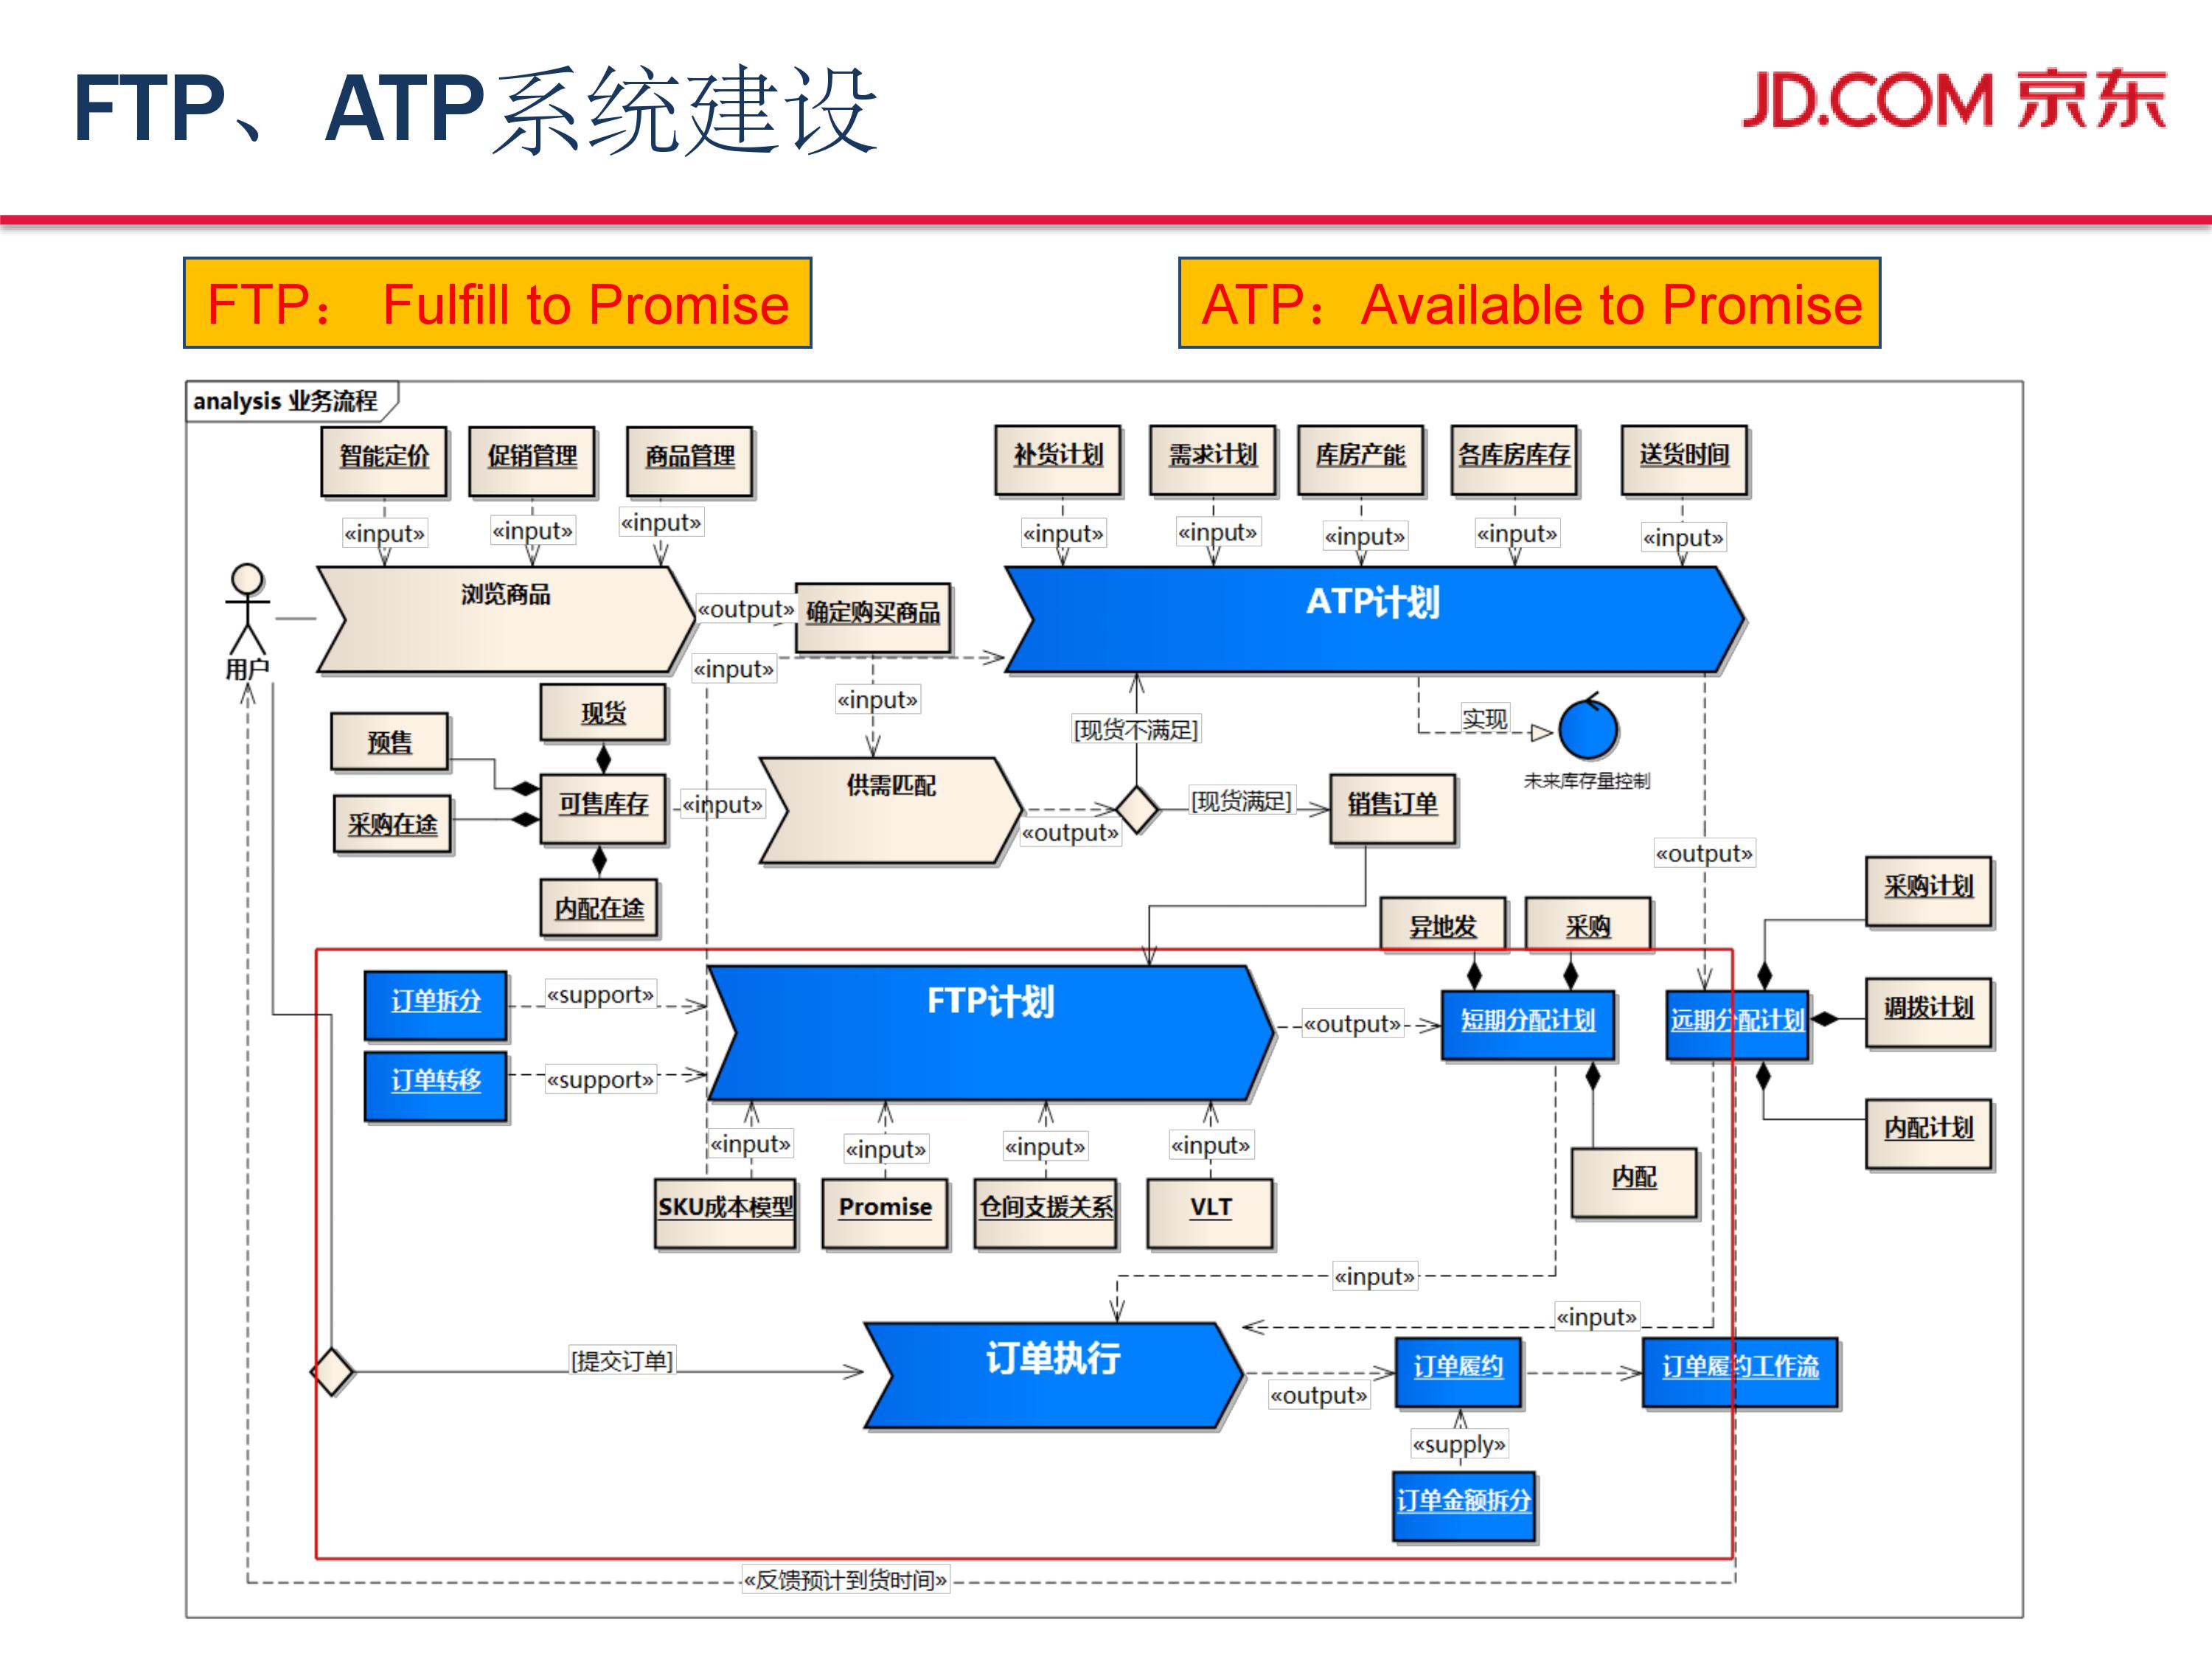 FTP、ATP系统建设
JD.COM 京东
FTP： Fulfill to Promise
ATP：Available to Promise
analysis 业务流程
智能定价
促销管理
商品管理
补货计划
需求计划
库房产能
各库房库存
送货时间
«input»
«input»
«input»
«input»
«input»
«input»
«input»
«input»
浏览商品
«output»
确定购买商品
ATP计划
用户
«input»
«input»
现货
预售
[现货不满足]
实现
未来库存量控制
可售库存
采购在途
«input»
供需匹配
«output»
[现货满足]
销售订单
«output»
内配在途
异地发
采购
采购计划
订单拆分
«support»
FTP计划
«output»
短期分配计划
远期分配计划
调拨计划
订单转移
«support»
«input»
«input»
«input»
«input»
内配计划
SKU成本模型
Promise
仓间支援关系
VLT
内配
«input»
«input»
[提交订单]
订单执行
«output»
订单履约
订单履约工作流
«supply»
订单金额拆分
«反馈预计到货时间»